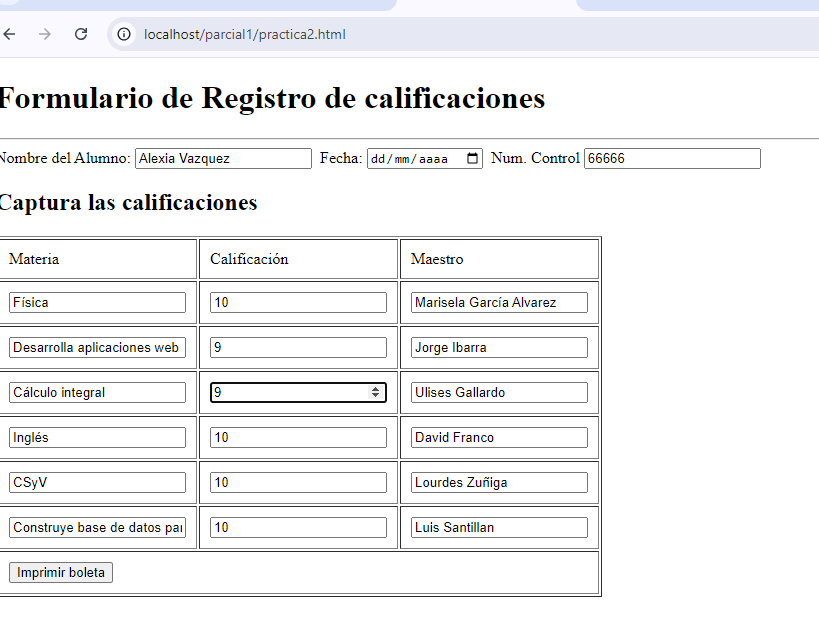 localhost/parcial1/practica2.html
Formulario de Registro de calificaciones
Nombre del Alumno: Alexia Vazquez Fecha: dd/mm/aaaa Num. Control 66666
Captura las calificaciones
Materia Calificación Maestro
Física 10 Marisela García Alvarez
Desarrolla aplicaciones web 9 Jorge Ibarra
Cálculo integral 9 Ulises Gallardo
Inglés 10 David Franco
CSyV 10 Lourdes Zuñiga
Construye base de datos par 10 Luis Santillan
Imprimir boleta